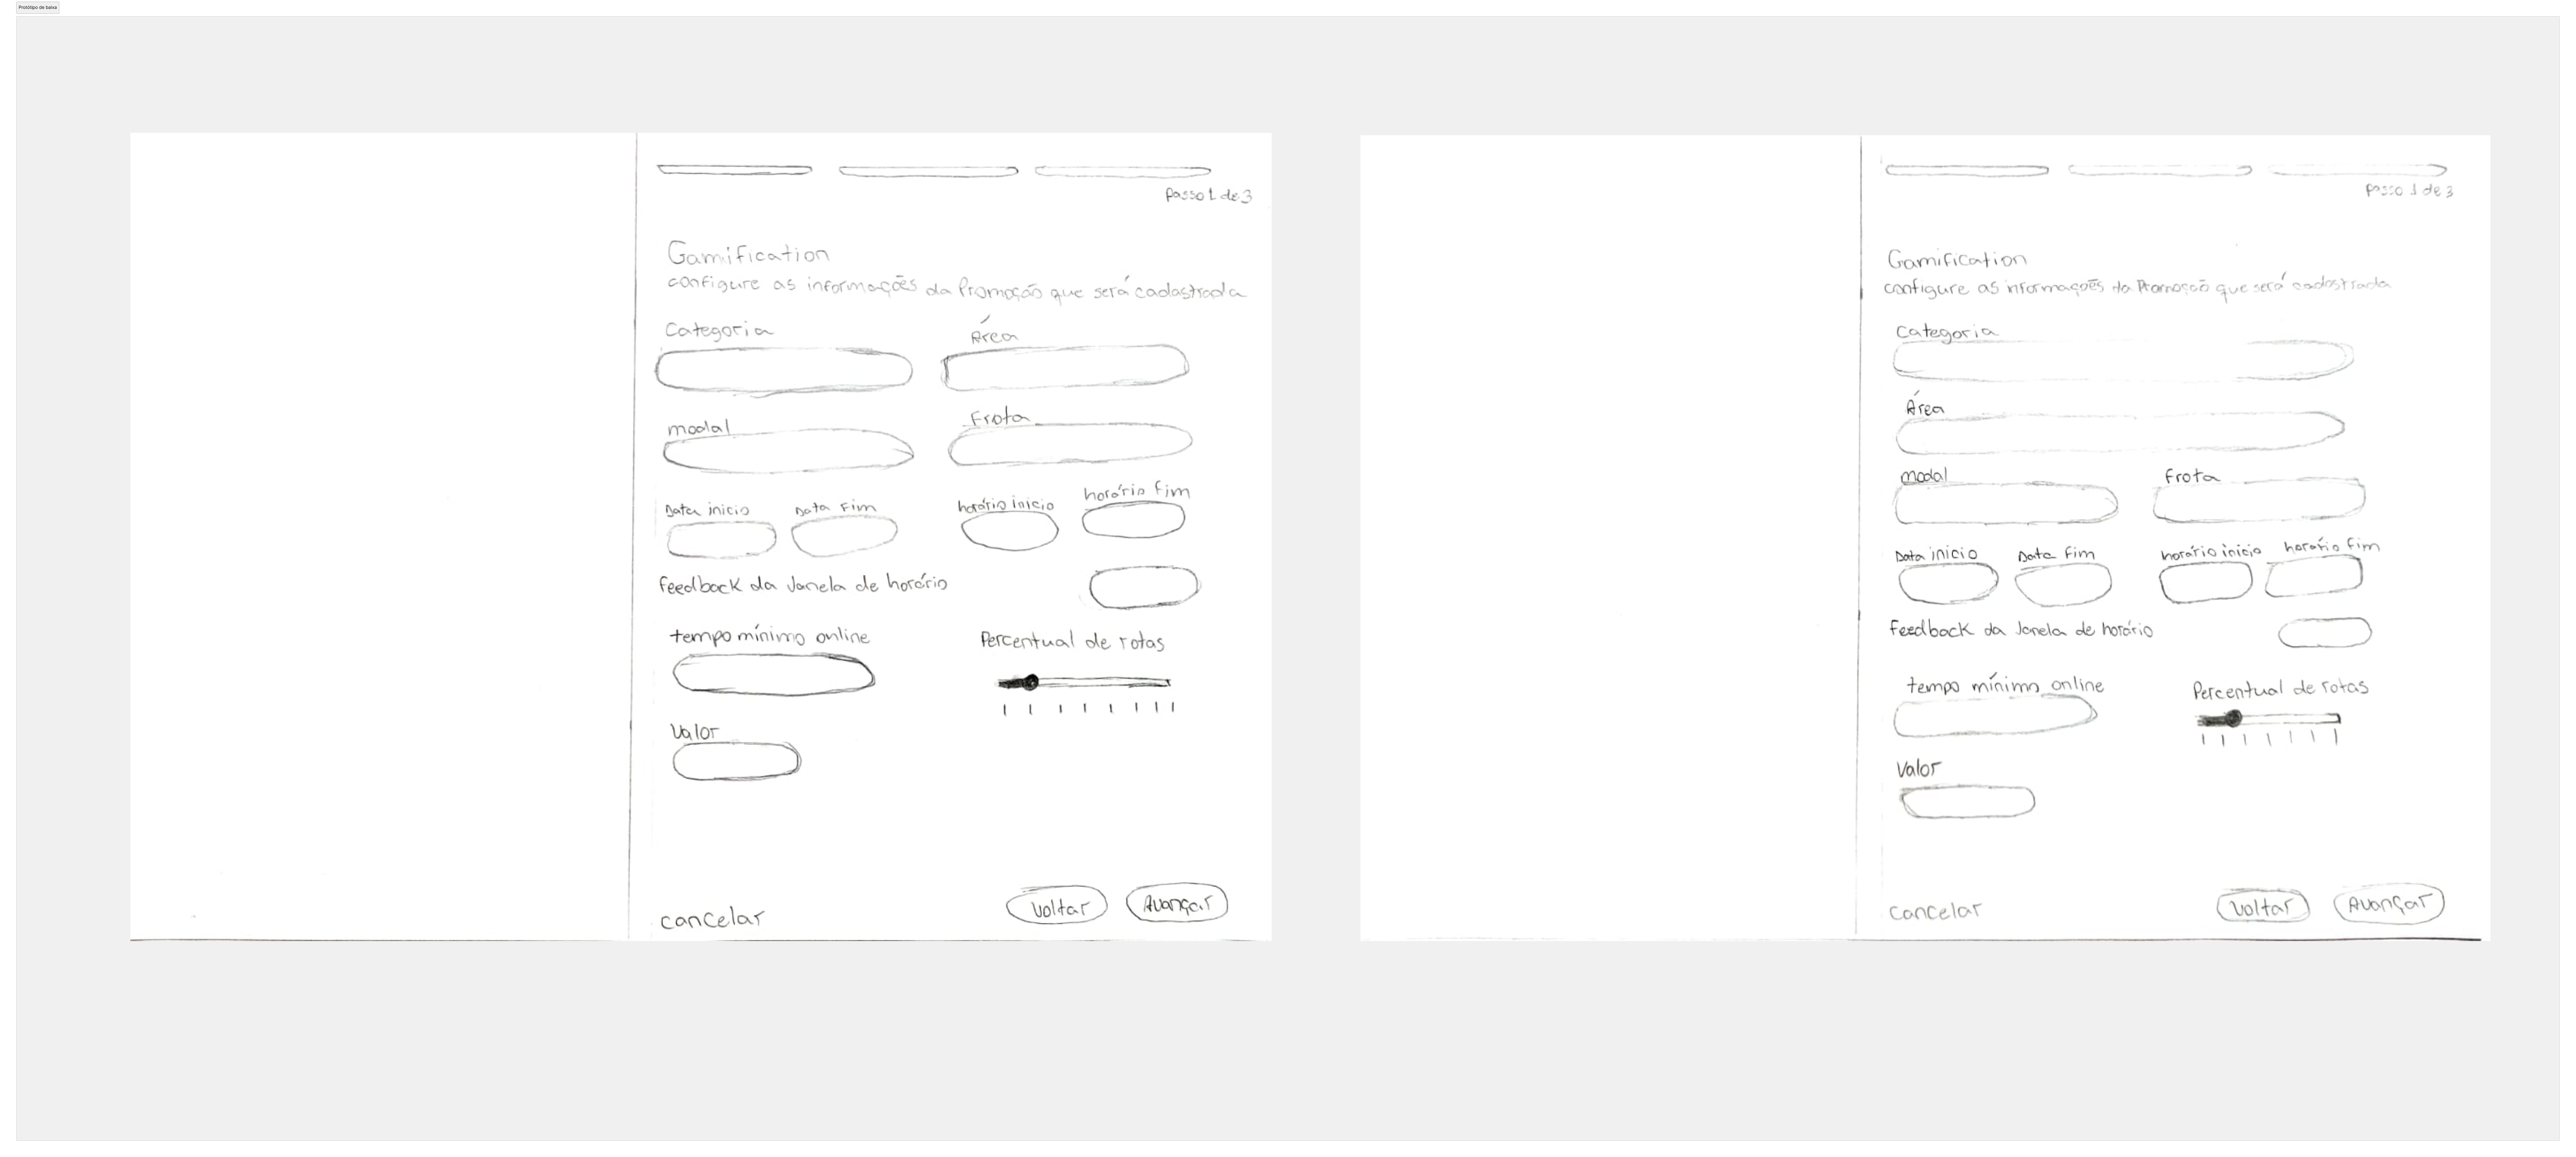 Protótipo de baixa
Passo 1 de 3
Gamification
configure as informações da Promoção que será cadastrada
Categoria Área
modal Frota
Data inicio Data Fim horário inicio horário fim
feedback da Janela de horário
tempo mínimo online Percentual de rotas
Valor
cancelar Voltar Avançar
Passo 1 de 3
Gamification
configure as informações da Promoção que será cadastrada
Categoria
Área
modal frota
Data inicio Data Fim horário inicio horário fim
feedback da Janela de horário
tempo mínimo online Percentual de rotas
Valor
cancelar Voltar Avançar